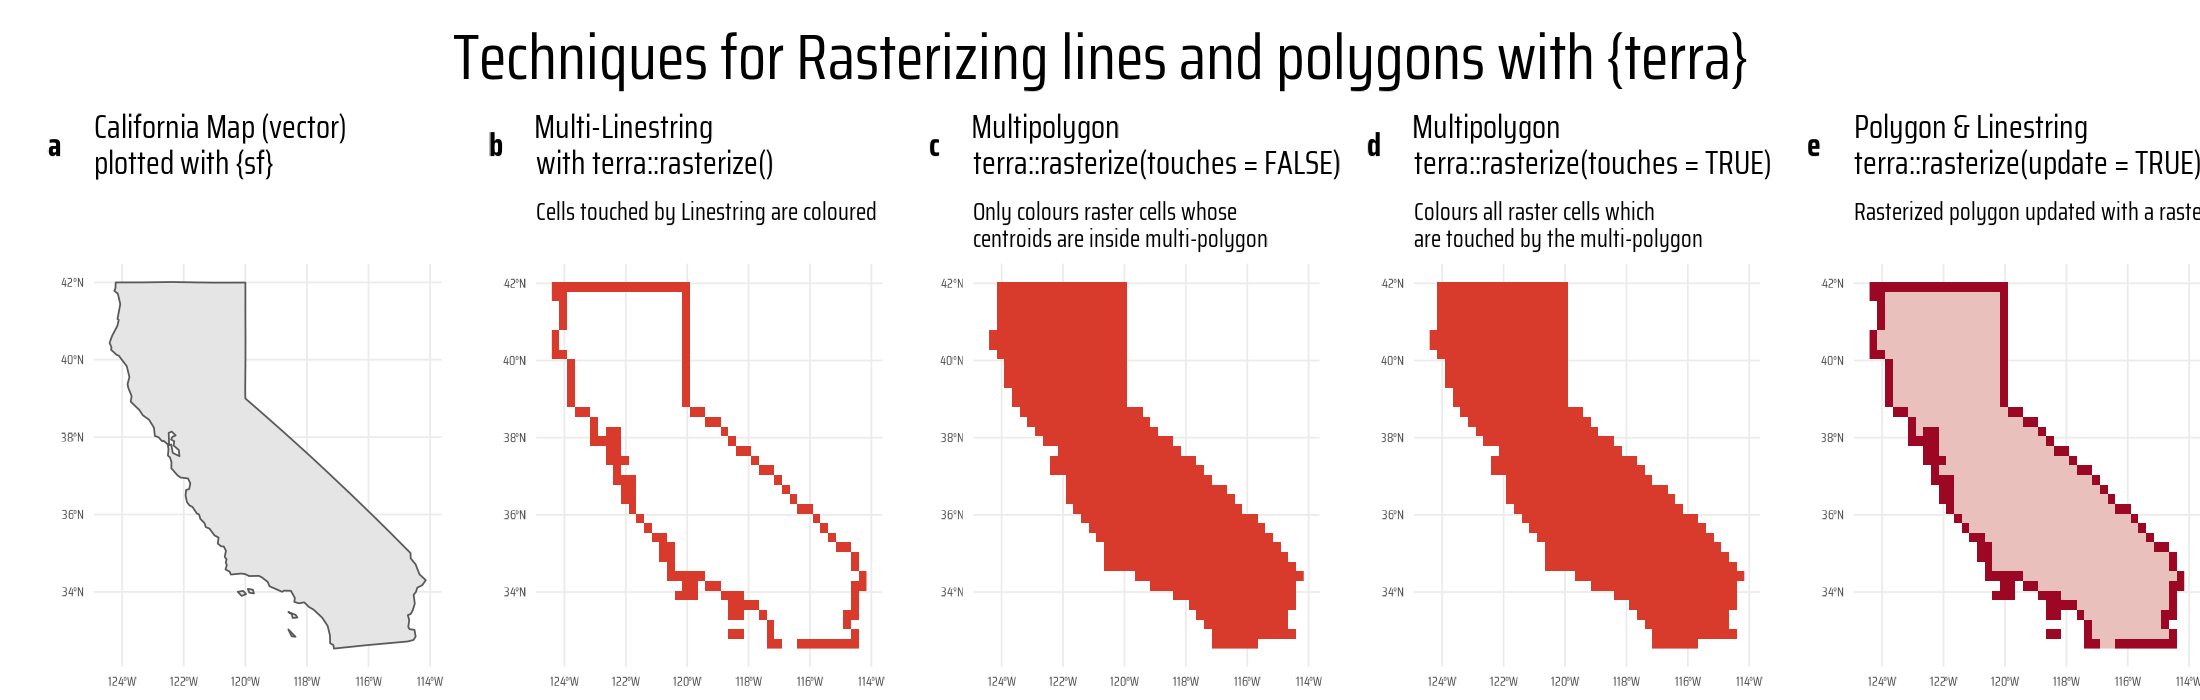 Techniques for Rasterizing lines and polygons with {terra}
a
California Map (vector)
plotted with {sf}
42°N
40°N
38°N
36°N
34°N
124°W 122°W 120°W 118°W 116°W 114°W
b
Multi-Linestring
with terra::rasterize()
Cells touched by Linestring are coloured
42°N
40°N
38°N
36°N
34°N
124°W 122°W 120°W 118°W 116°W 114°W
c
Multipolygon
terra::rasterize(touches = FALSE)
Only colours raster cells whose
centroids are inside multi-polygon
42°N
40°N
38°N
36°N
34°N
124°W 122°W 120°W 118°W 116°W 114°W
d
Multipolygon
terra::rasterize(touches = TRUE)
Colours all raster cells which
are touched by the multi-polygon
42°N
40°N
38°N
36°N
34°N
124°W 122°W 120°W 118°W 116°W 114°W
e
Polygon & Linestring
terra::rasterize(update = TRUE)
Rasterized polygon updated with a raste
42°N
40°N
38°N
36°N
34°N
124°W 122°W 120°W 118°W 116°W 114°W